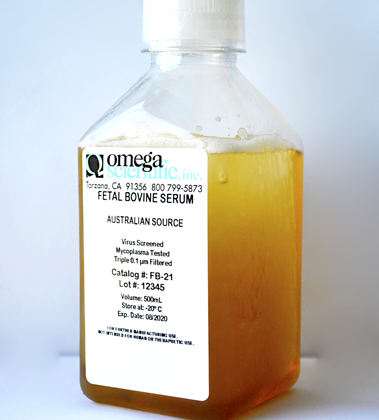 omega
scientific, inc.
Tarzana, CA 91356 800 799-5873
FETAL BOVINE SERUM
AUSTRALIAN SOURCE
Virus Screened
Mycoplasma Tested
Triple 0.1 µm Filtered
Catalog #: FB-21
Lot #: 12345
Volume: 500mL
Store at: -20º C
Exp. Date: 08/2020
FOR FURTHER MANUFACTURING USE.
NOT INTENDED FOR HUMAN OR THERAPEUTIC USE.